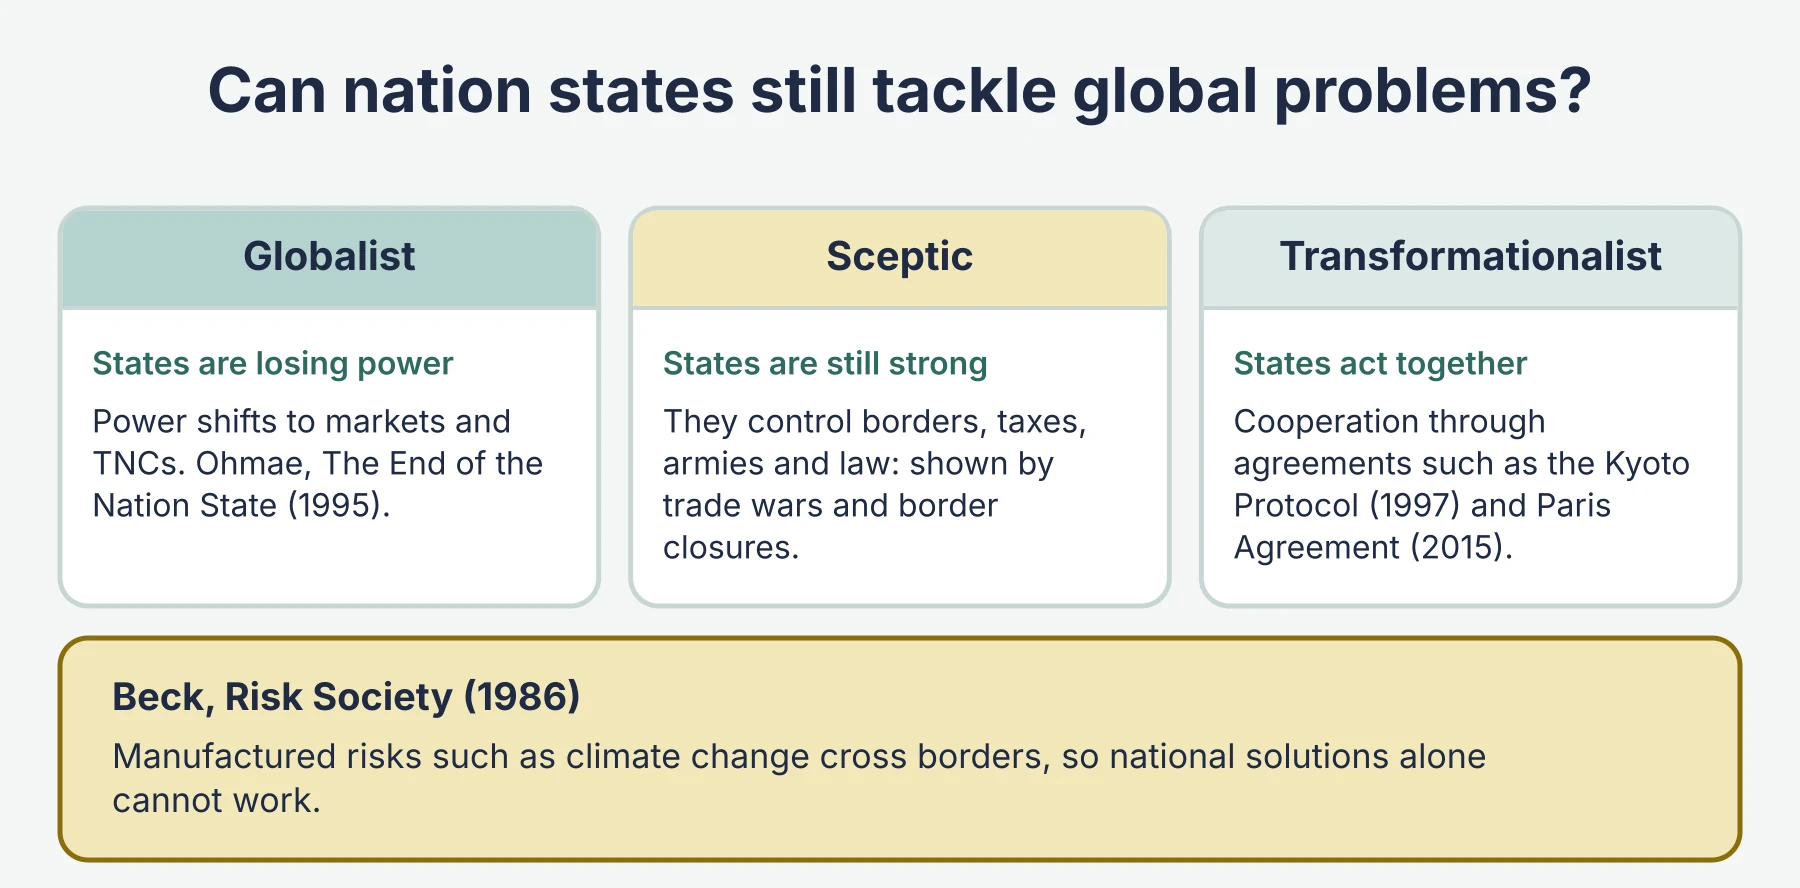 Can nation states still tackle global problems?
Globalist
States are losing power
Power shifts to markets and
TNCs. Ohmae, The End of the
Nation State (1995).
Sceptic
States are still strong
They control borders, taxes,
armies and law: shown by
trade wars and border
closures.
Transformationalist
States act together
Cooperation through
agreements such as the Kyoto
Protocol (1997) and Paris
Agreement (2015).
Beck, Risk Society (1986)
Manufactured risks such as climate change cross borders, so national solutions alone
cannot work.